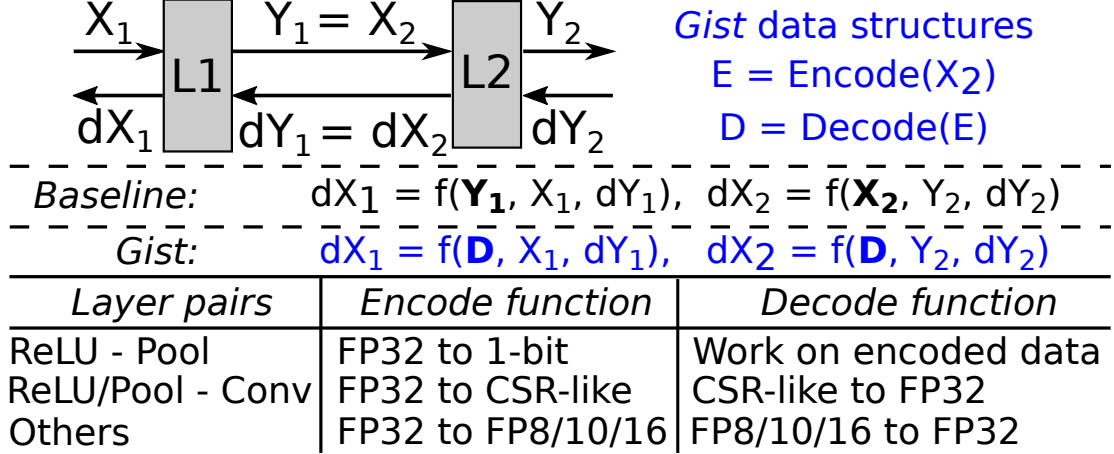 X₁ Y₁ = X₂ Y₂ Gist data structures
L1 L2 E = Encode(X₂)
dX₁ dY₁ = dX₂ dY₂ D = Decode(E)
Baseline: dX₁ = f(Y₁, X₁, dY₁), dX₂ = f(X₂, Y₂, dY₂)
Gist: dX₁ = f(D, X₁, dY₁), dX₂ = f(D, Y₂, dY₂)
Layer pairs Encode function Decode function
ReLU - Pool FP32 to 1-bit Work on encoded data
ReLU/Pool - Conv FP32 to CSR-like CSR-like to FP32
Others FP32 to FP8/10/16 FP8/10/16 to FP32